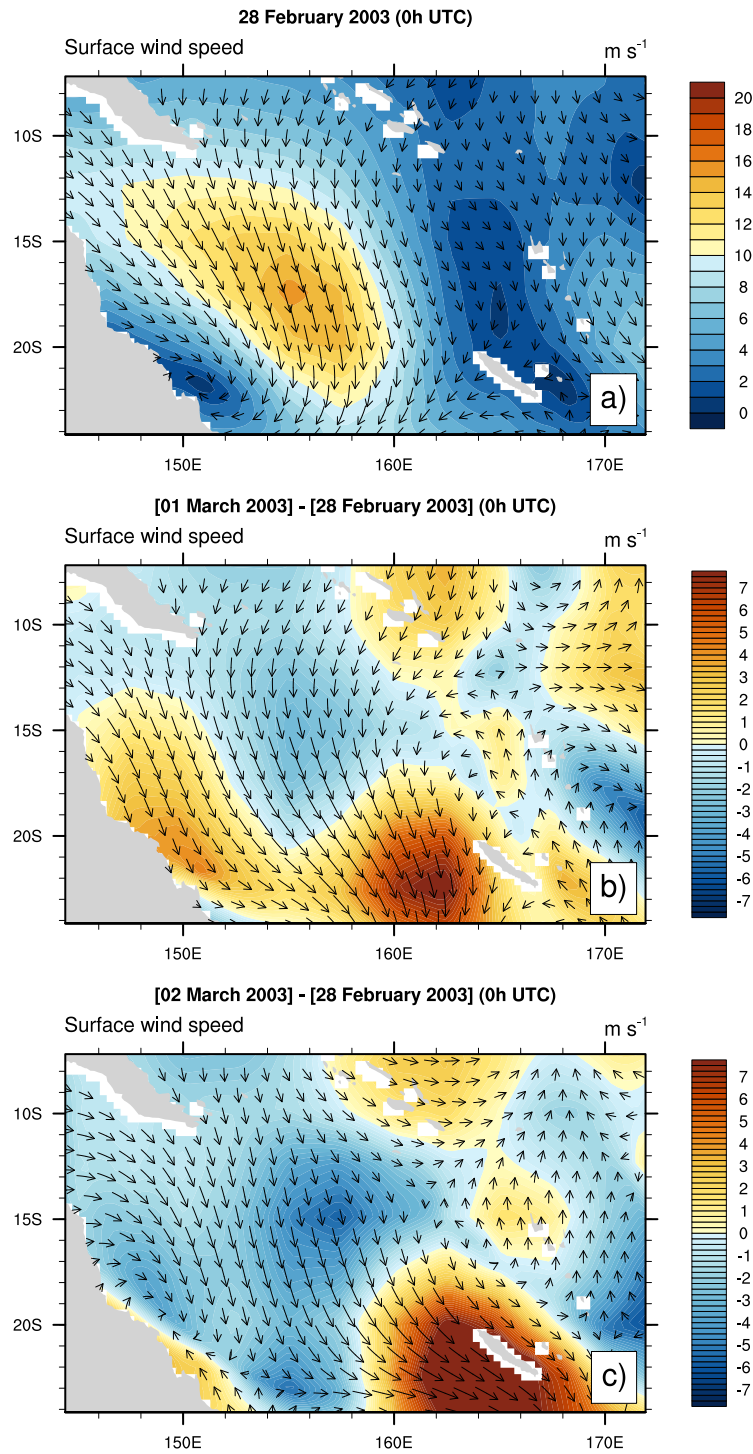 28 February 2003 (0h UTC)
Surface wind speed m s⁻¹
10S
15S
20S
150E 160E 170E
a)
20
18
16
14
12
10
8
6
4
2
0
[01 March 2003] - [28 February 2003] (0h UTC)
Surface wind speed m s⁻¹
10S
15S
20S
150E 160E 170E
b)
7
6
5
4
3
2
1
0
-1
-2
-3
-4
-5
-6
-7
[02 March 2003] - [28 February 2003] (0h UTC)
Surface wind speed m s⁻¹
10S
15S
20S
150E 160E 170E
c)
7
6
5
4
3
2
1
0
-1
-2
-3
-4
-5
-6
-7